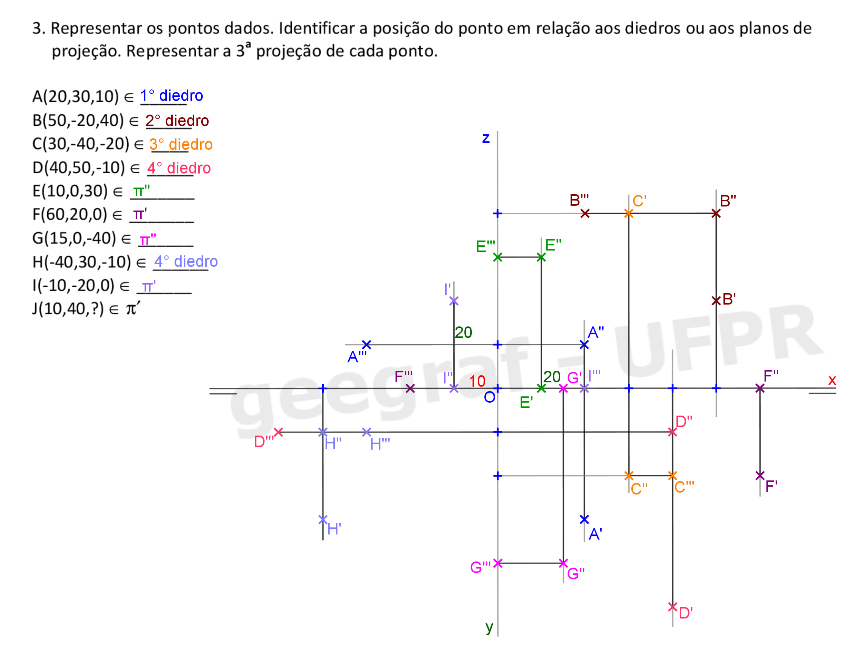 3. Representar os pontos dados. Identificar a posição do ponto em relação aos diedros ou aos planos de
projeção. Representar a 3ª projeção de cada ponto.
A(20,30,10) ∈ 1° diedro
B(50,-20,40) ∈ 2° diedro
C(30,-40,-20) ∈ 3° diedro
D(40,50,-10) ∈ 4° diedro
E(10,0,30) ∈ π"
F(60,20,0) ∈ π'
G(15,0,-40) ∈ π"
H(-40,30,-10) ∈ 4° diedro
I(-10,-20,0) ∈ π'
J(10,40,?) ∈ π′
z
B''' C' B"
E''' E"
I' B'
20 A"
A'''
F''' I" 10 20 G' I''' F" x
O E'
D''' H" H''' D"
C" C''' F'
H' A'
G''' G"
D'
y
geegraf - UFPR